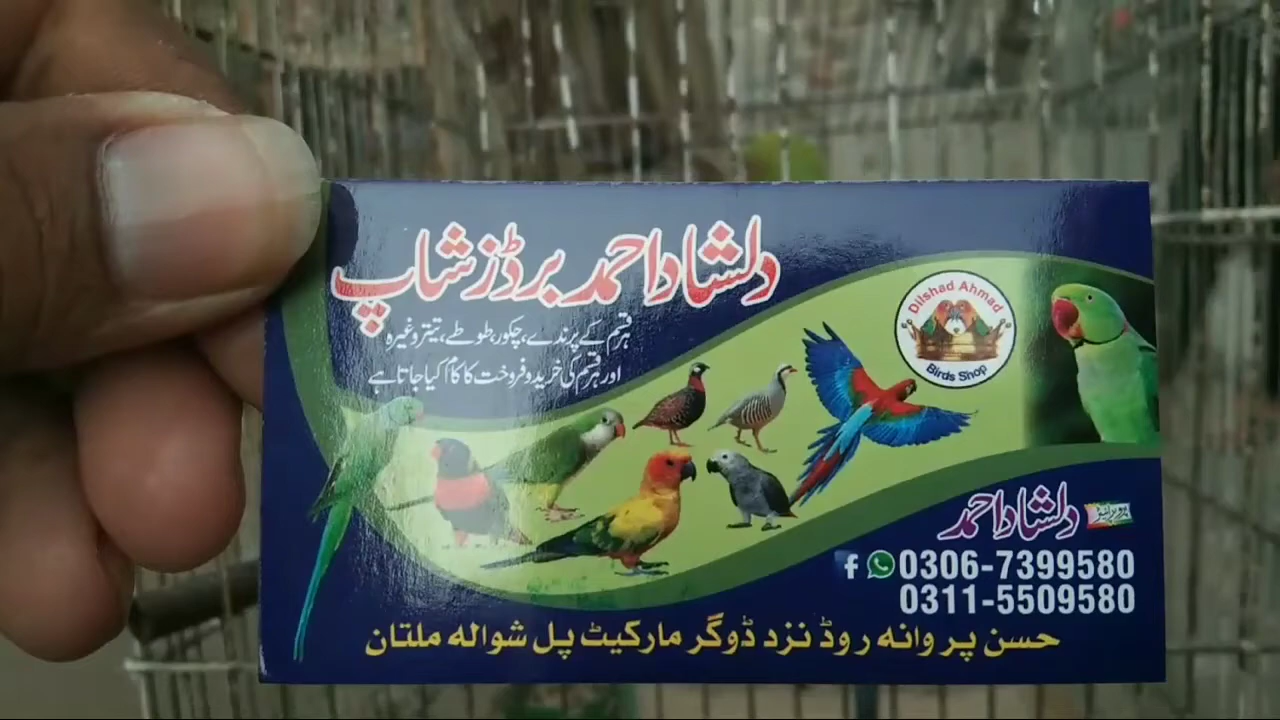 دلشاد احمد برڈز شاپ
ہر قسم کے پرندے، چکور، طوطے، تیتر وغیرہ
اور ہر قسم کی خرید و فروخت کا کام کیا جاتا ہے
Dilshad Ahmad
Birds Shop
پروپرائیٹر
دلشاد احمد
0306-7399580
0311-5509580
حسن پروانہ روڈ نزد ڈوگر مارکیٹ پل شوالہ ملتان